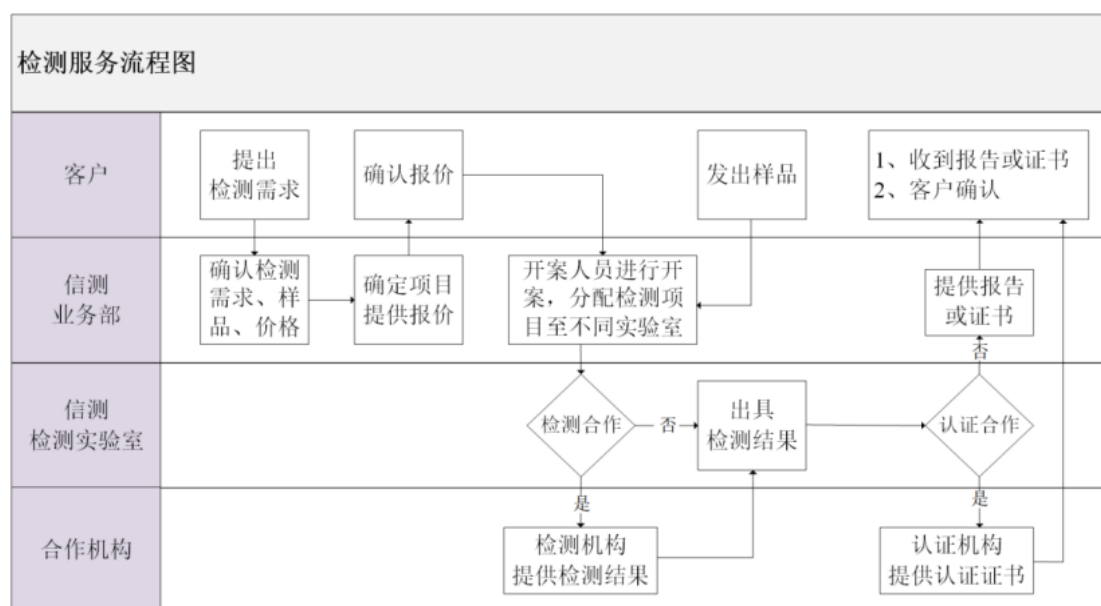 检测服务流程图
客户
提出
检测需求
确认报价
发出样品
1、收到报告或证书
2、客户确认
信测
业务部
确认检测
需求、样
品、价格
确定项目
提供报价
开案人员进行开
案，分配检测项
目至不同实验室
提供报告
或证书
否
信测
检测实验室
检测合作
否
出具
检测结果
认证合作
是
是
合作机构
检测机构
提供检测结果
认证机构
提供认证证书